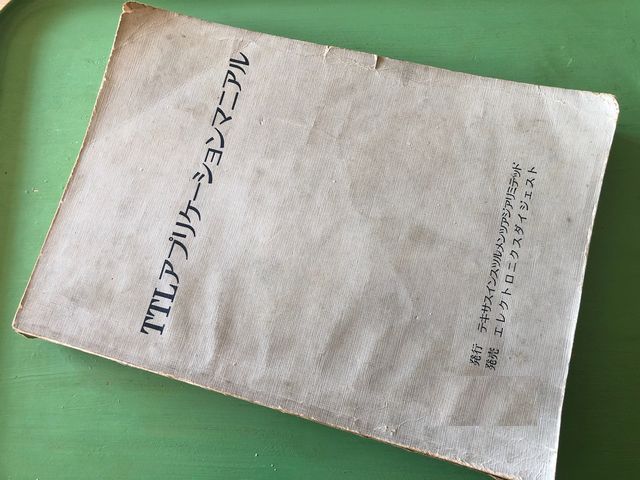 TTLアプリケーションマニアル
発行 テキサスインスツルメンツアジアリミテッド
発売 エレクトロニクスダイジェスト